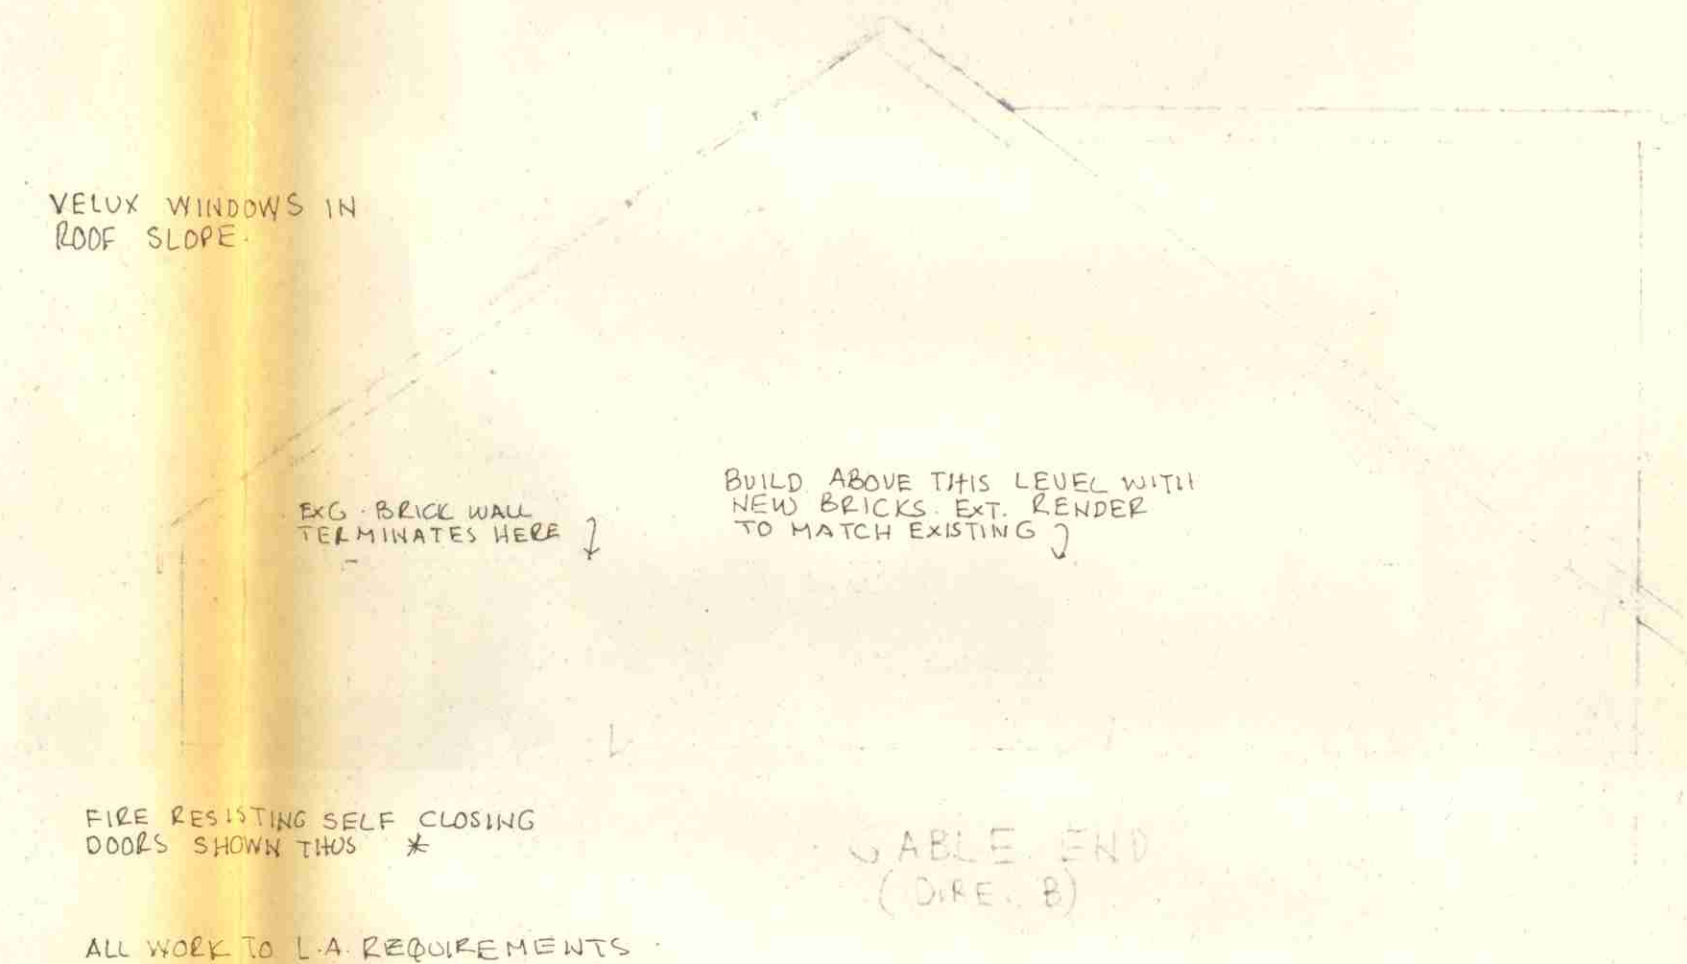 VELUX WINDOWS IN
ROOF SLOPE.
EXG. BRICK WALL
TERMINATES HERE
BUILD ABOVE THIS LEVEL WITH
NEW BRICKS. EXT. RENDER
TO MATCH EXISTING
FIRE RESISTING SELF CLOSING
DOORS SHOWN THUS *
GABLE END
(DIRE. B)
ALL WORK TO L.A. REQUIREMENTS.